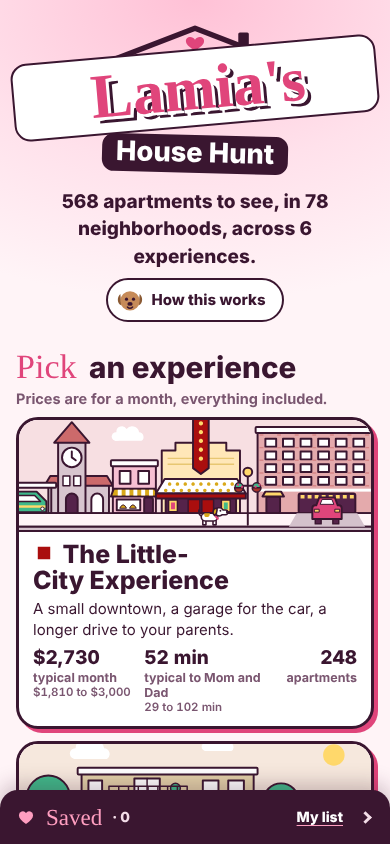 Lamia's
House Hunt
568 apartments to see, in 78
neighborhoods, across 6
experiences.
How this works
Pick an experience
Prices are for a month, everything included.
The Little-
City Experience
A small downtown, a garage for the car, a
longer drive to your parents.
$2,730 52 min 248
typical month typical to Mom and apartments
$1,810 to $3,000 Dad
29 to 102 min
Saved · 0 My list